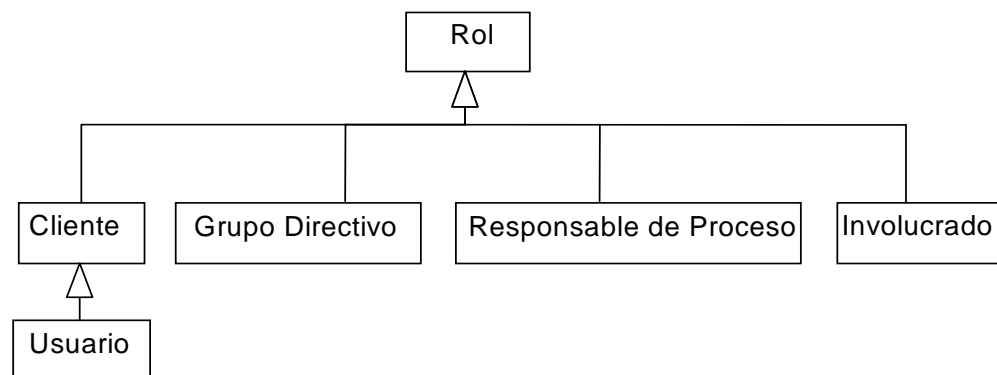 Rol
Cliente
Grupo Directivo
Responsable de Proceso
Involucrado
Usuario